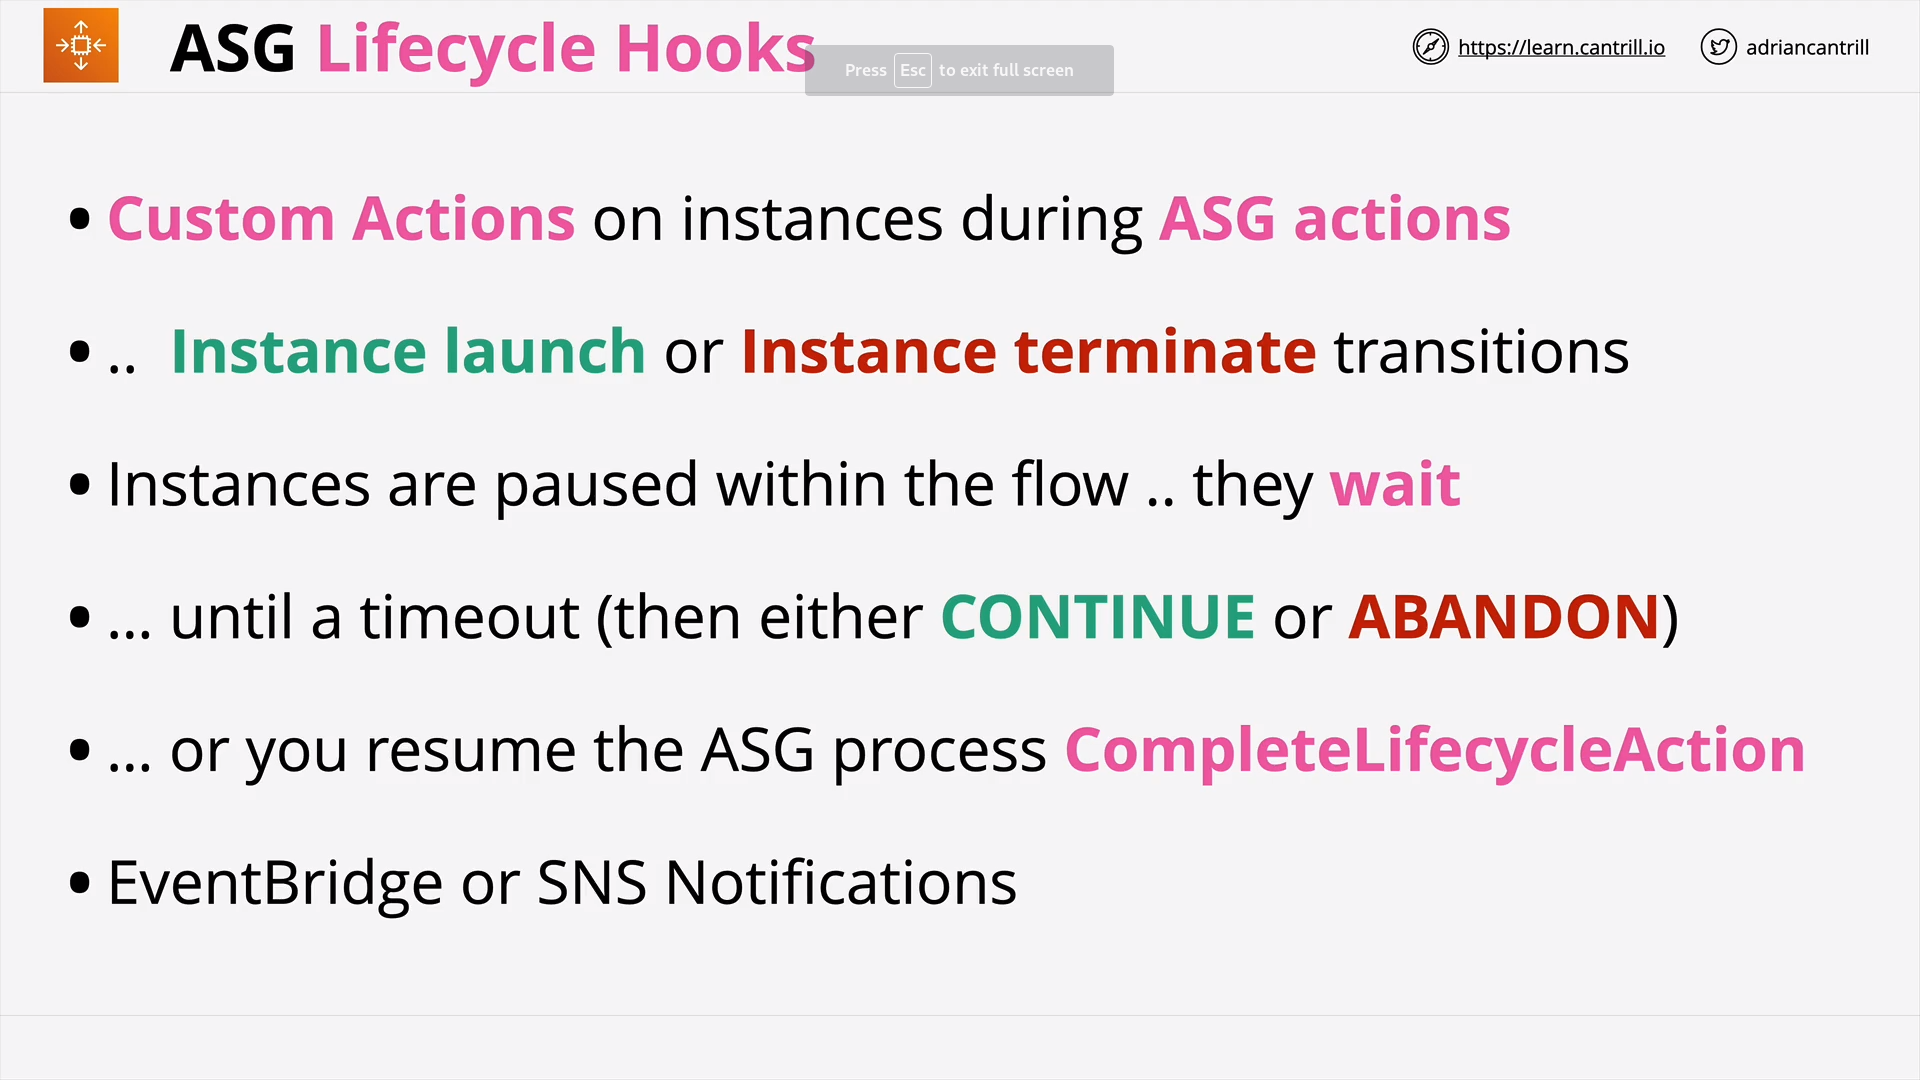 ASG Lifecycle Hooks
https://learn.cantrill.io
adriancantrill
Press Esc to exit full screen
• Custom Actions on instances during ASG actions
• .. Instance launch or Instance terminate transitions
• Instances are paused within the flow .. they wait
• ... until a timeout (then either CONTINUE or ABANDON)
• ... or you resume the ASG process CompleteLifecycleAction
• EventBridge or SNS Notifications